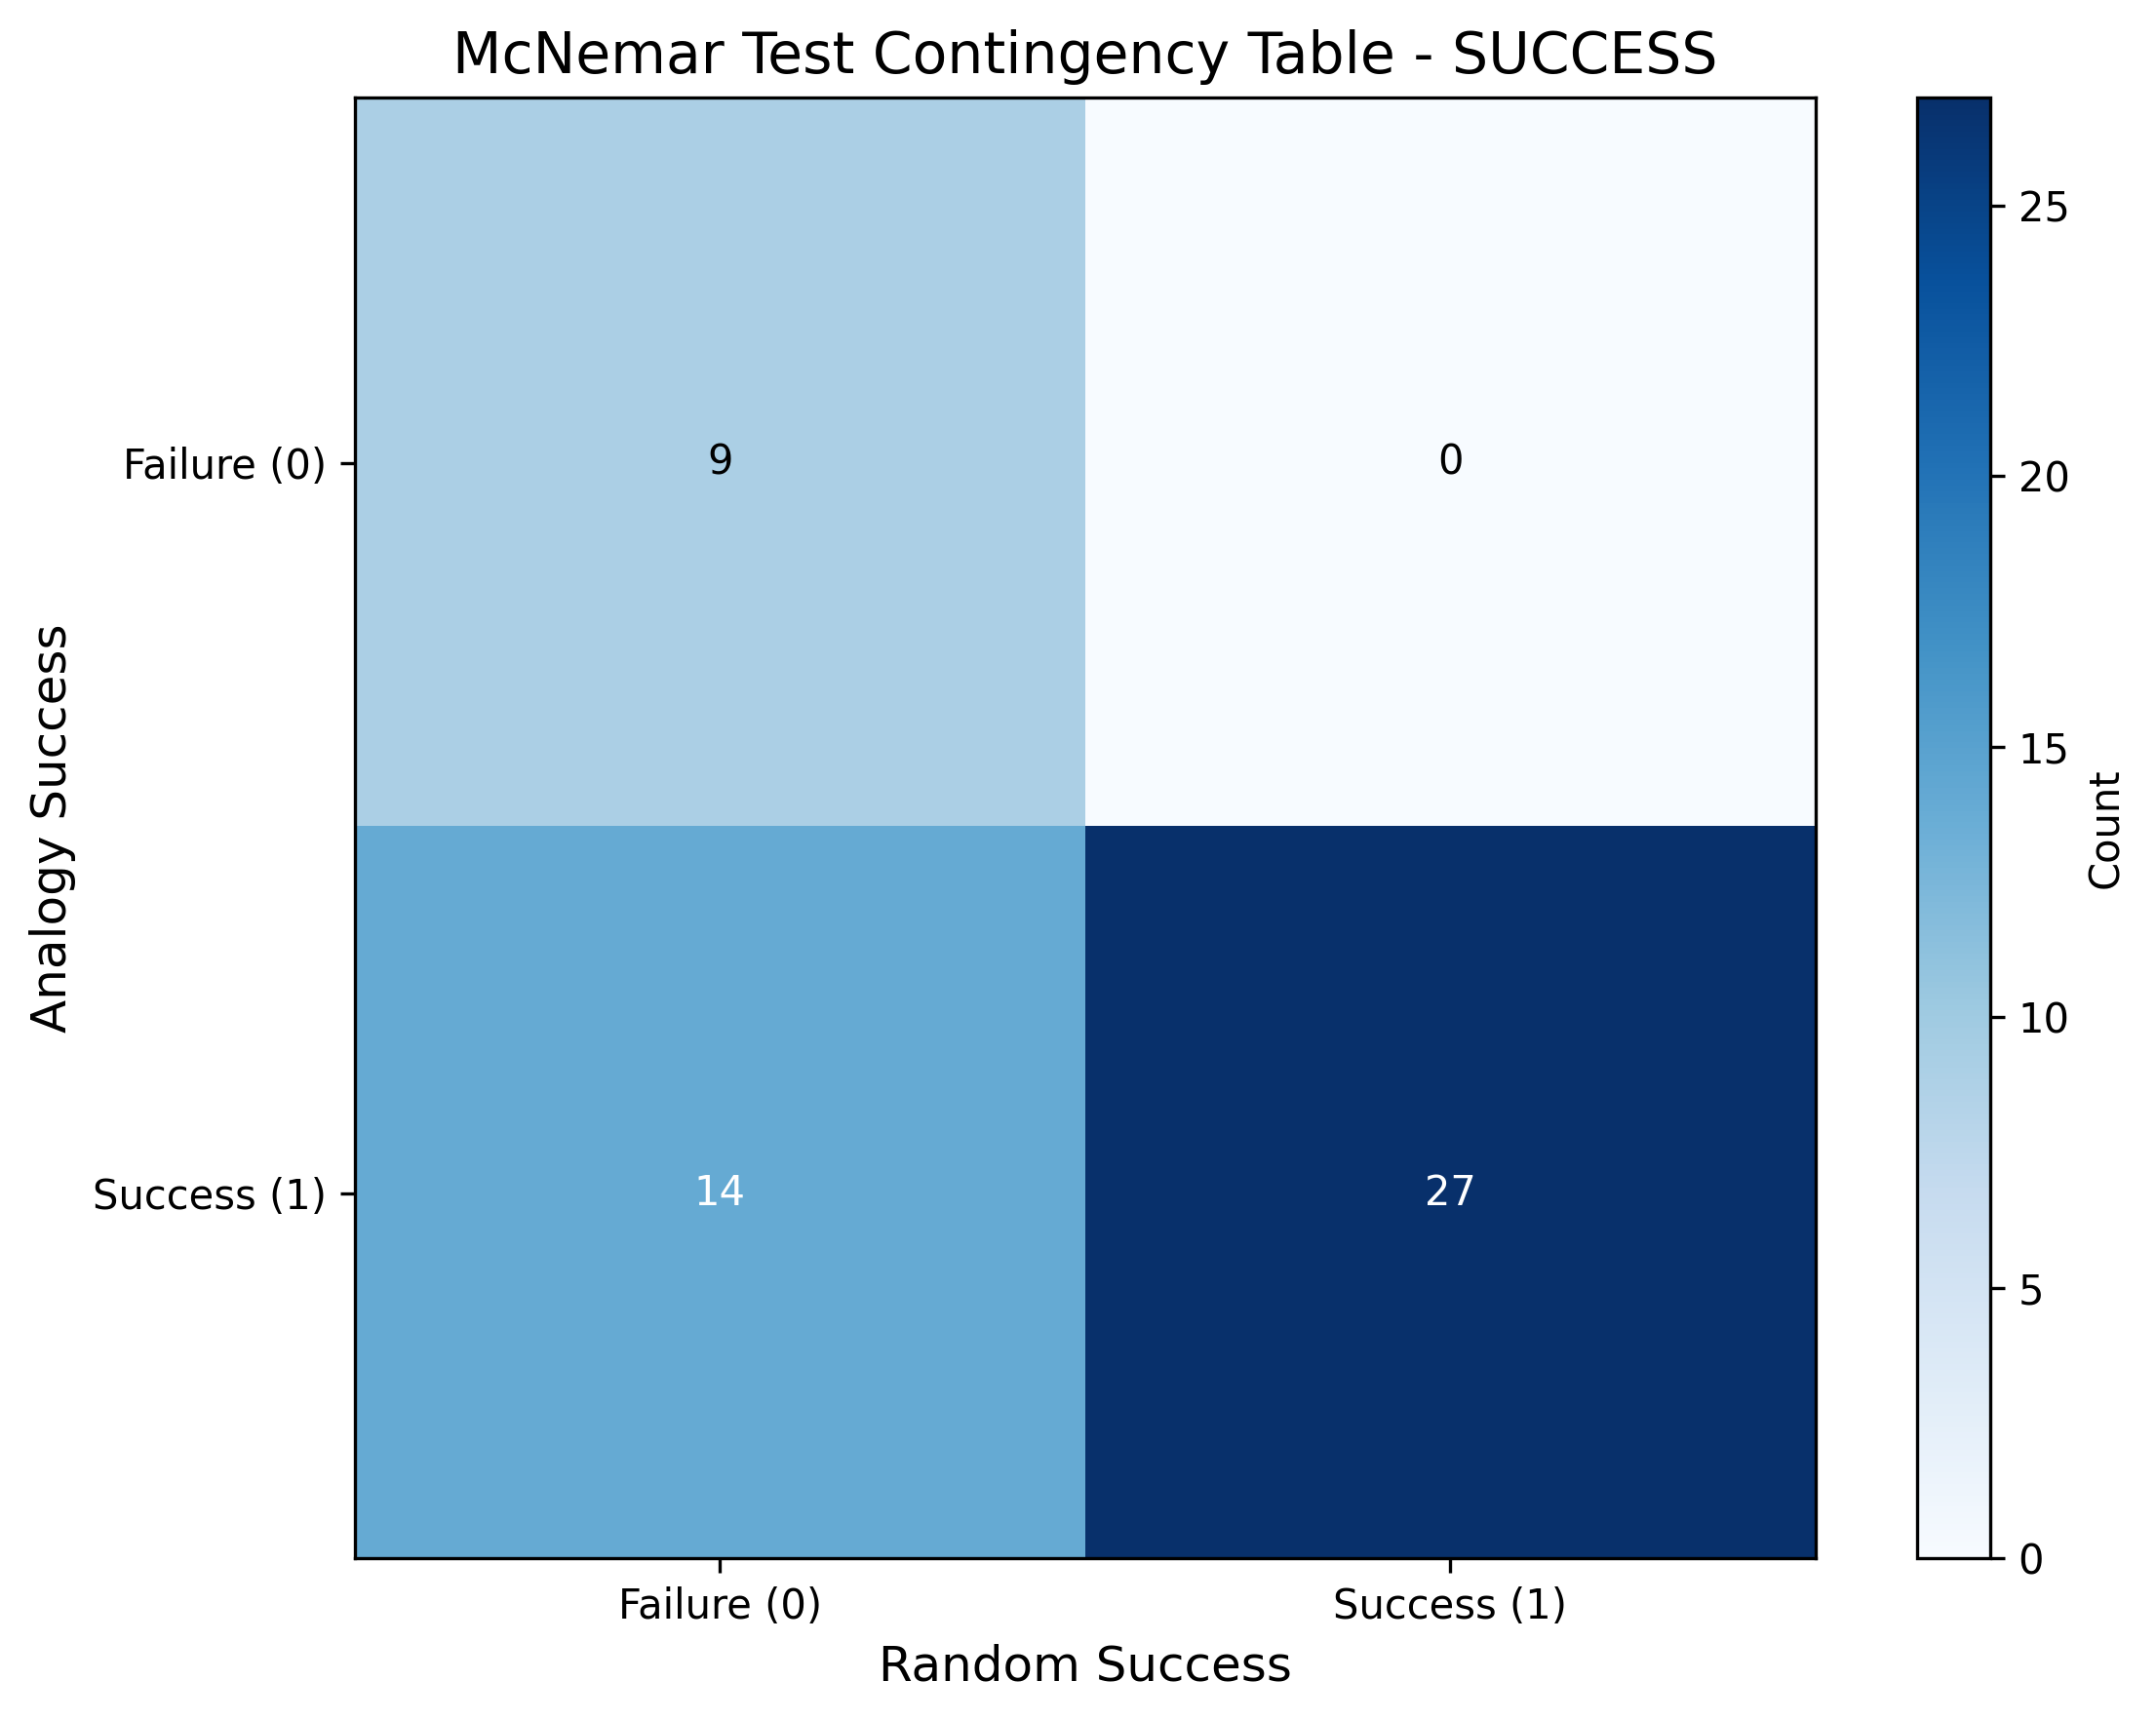 McNemar Test Contingency Table - SUCCESS
Analogy Success
Failure (0)
9
0
Success (1)
14
27
Failure (0)
Success (1)
Random Success
25
20
15
10
5
0
Count